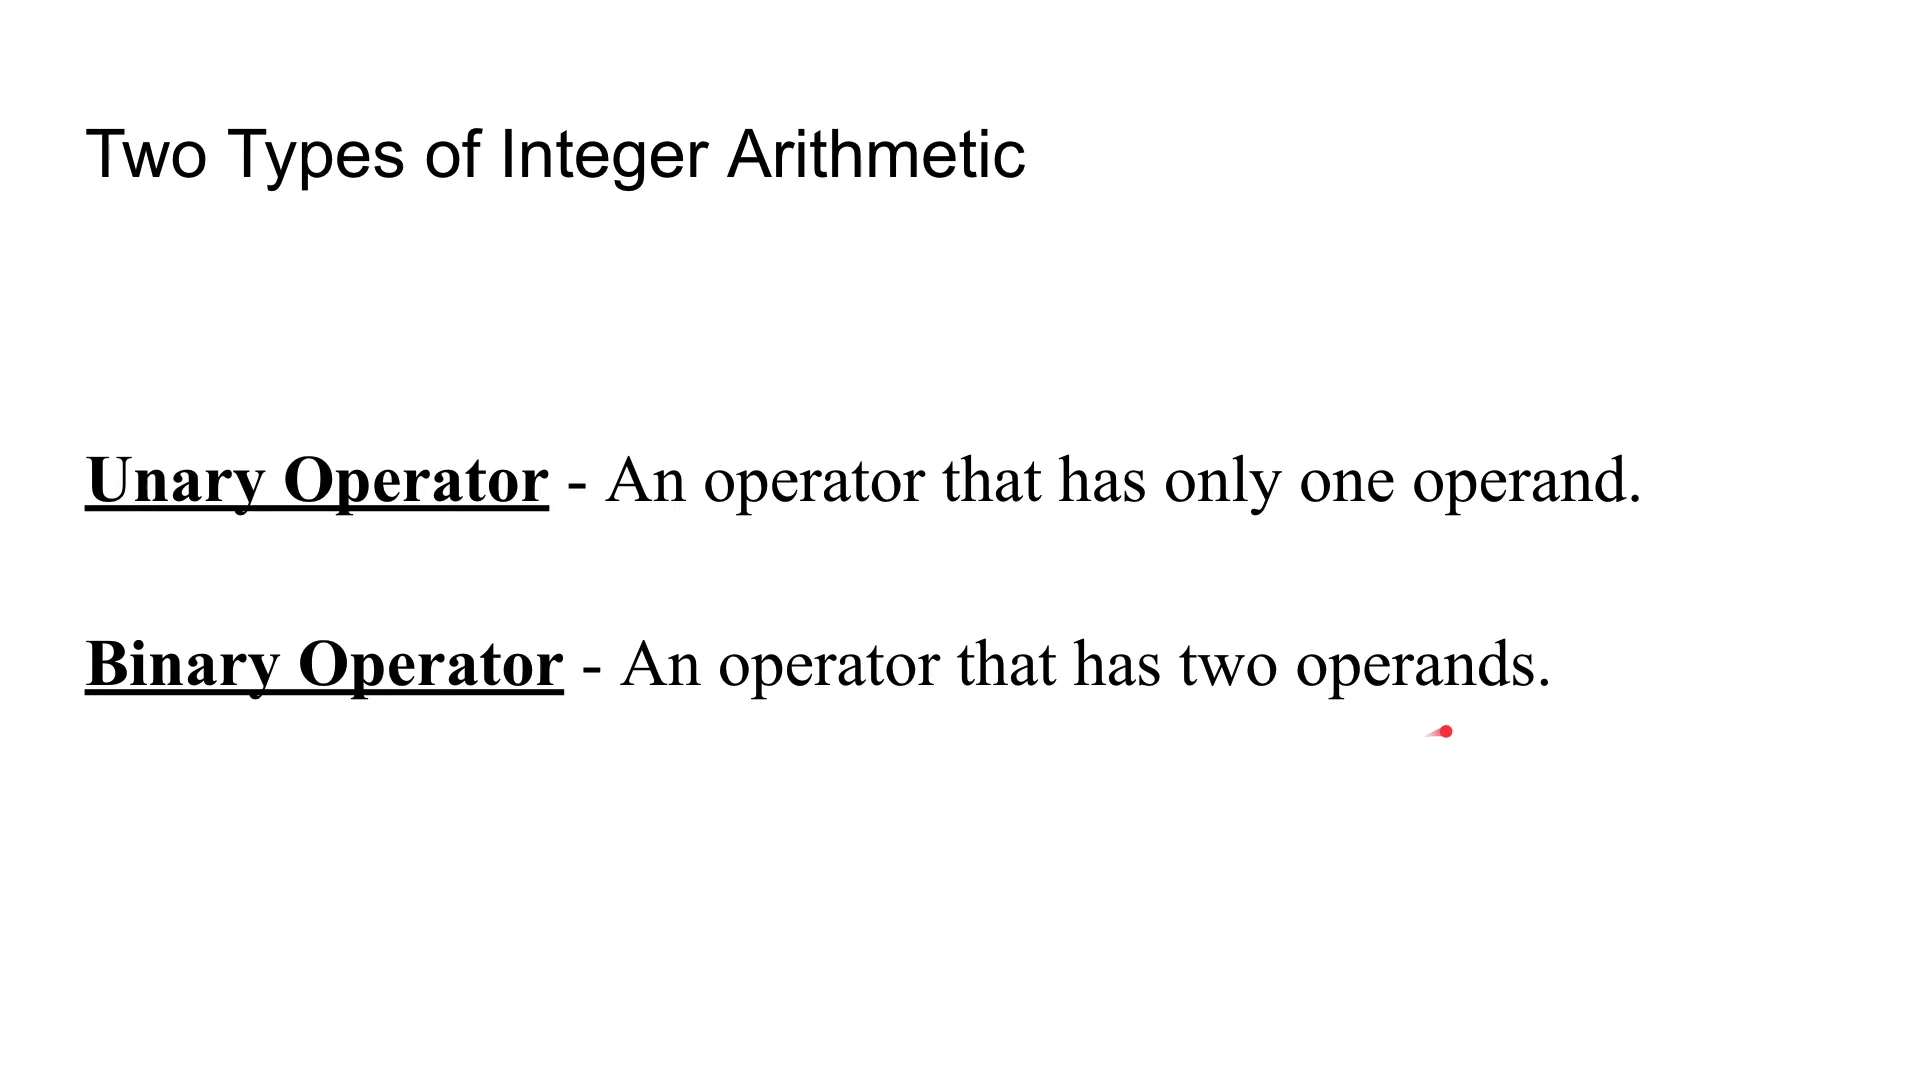 Two Types of Integer Arithmetic
Unary Operator - An operator that has only one operand.
Binary Operator - An operator that has two operands.